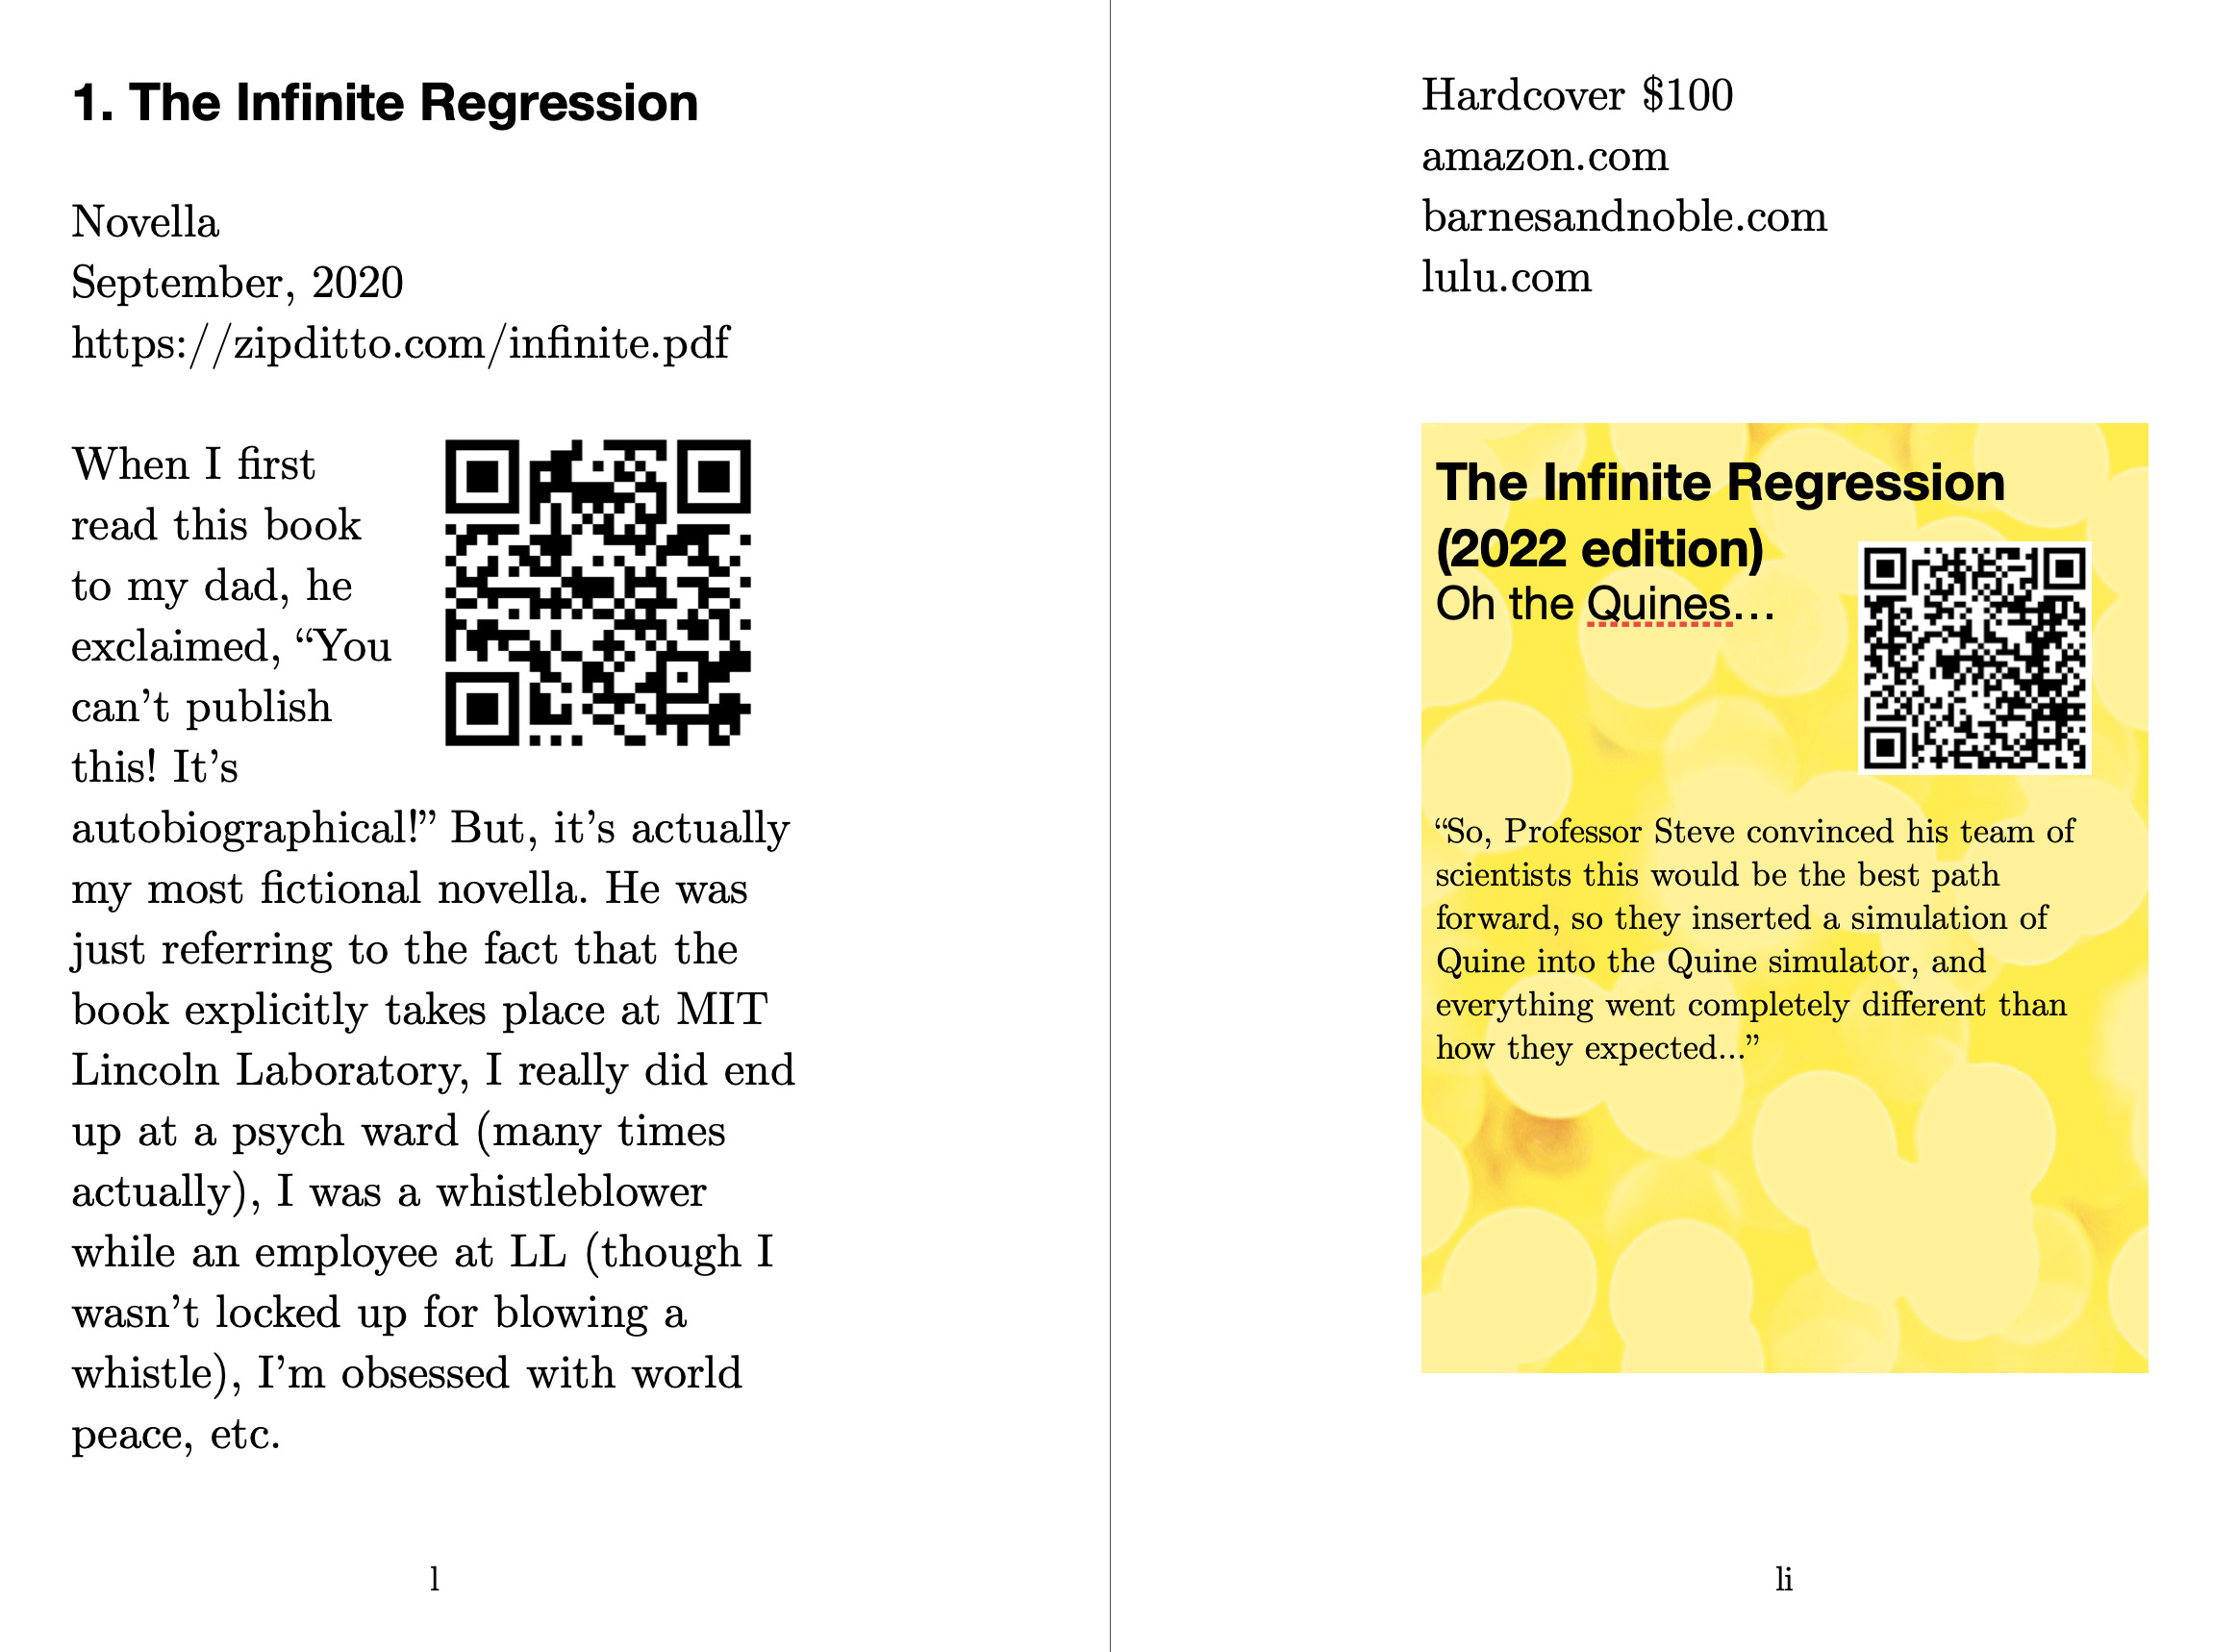 1. The Infinite Regression
Novella
September, 2020
https://zipditto.com/infinite.pdf
When I first
read this book
to my dad, he
exclaimed, “You
can’t publish
this! It’s
autobiographical!” But, it’s actually
my most fictional novella. He was
just referring to the fact that the
book explicitly takes place at MIT
Lincoln Laboratory, I really did end
up at a psych ward (many times
actually), I was a whistleblower
while an employee at LL (though I
wasn’t locked up for blowing a
whistle), I’m obsessed with world
peace, etc.
l
Hardcover $100
amazon.com
barnesandnoble.com
lulu.com
The Infinite Regression
(2022 edition)
Oh the Quines...
“So, Professor Steve convinced his team of
scientists this would be the best path
forward, so they inserted a simulation of
Quine into the Quine simulator, and
everything went completely different than
how they expected...”
li